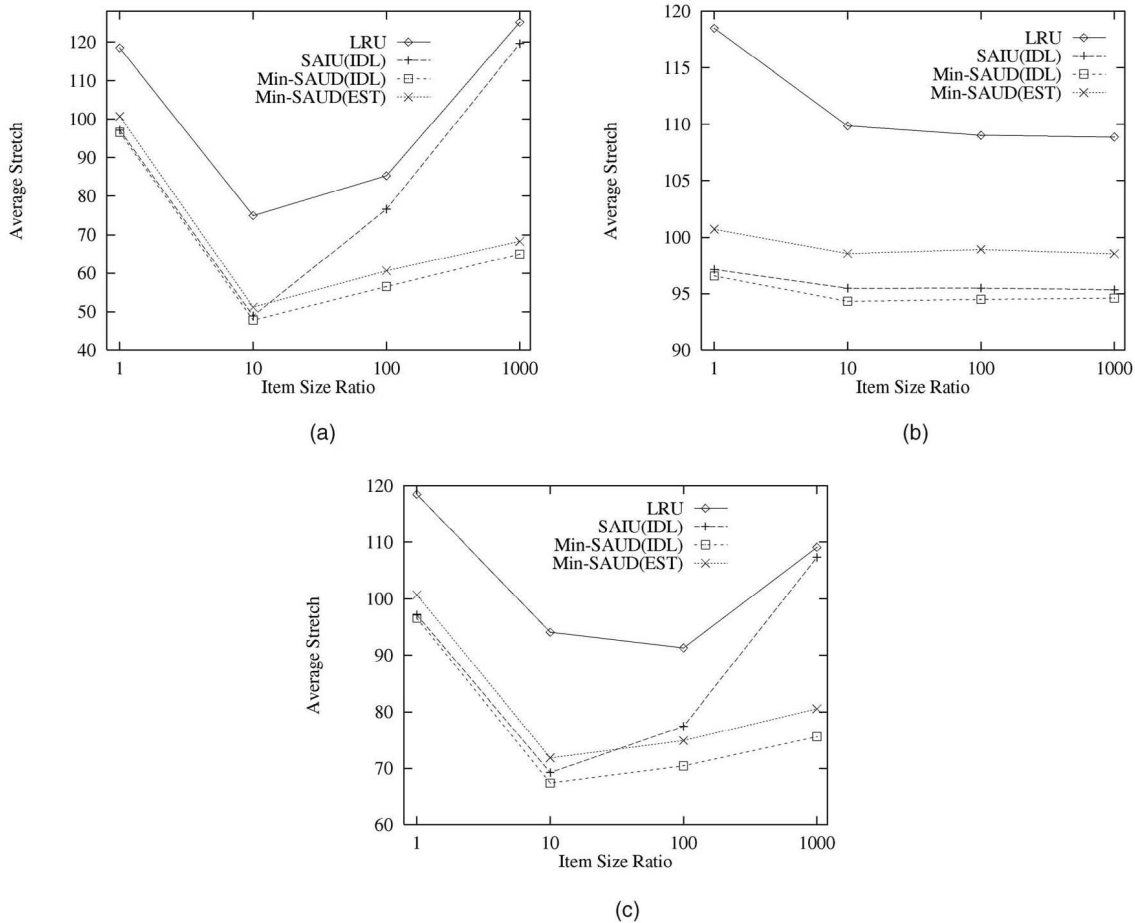 120
110
100
90
80
70
60
50
40
Average Stretch
LRU
SAIU(IDL)
Min-SAUD(IDL)
Min-SAUD(EST)
1 10 100 1000
Item Size Ratio
(a)
120
115
110
105
100
95
90
Average Stretch
LRU
SAIU(IDL)
Min-SAUD(IDL)
Min-SAUD(EST)
1 10 100 1000
Item Size Ratio
(b)
120
110
100
90
80
70
60
Average Stretch
LRU
SAIU(IDL)
Min-SAUD(IDL)
Min-SAUD(EST)
1 10 100 1000
Item Size Ratio
(c)